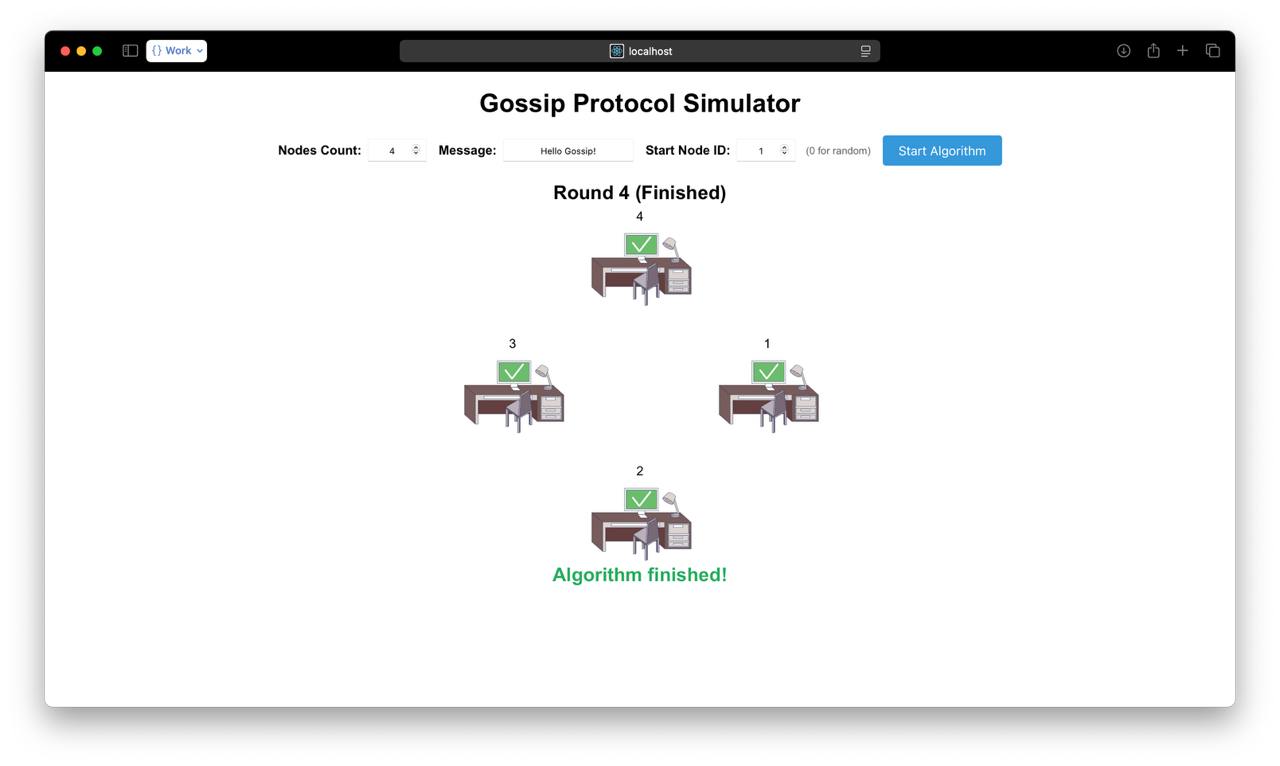 {} Work
localhost
Gossip Protocol Simulator
Nodes Count: 4 Message: Hello Gossip! Start Node ID: 1 (0 for random) Start Algorithm
Round 4 (Finished)
4
3 1
2
Algorithm finished!